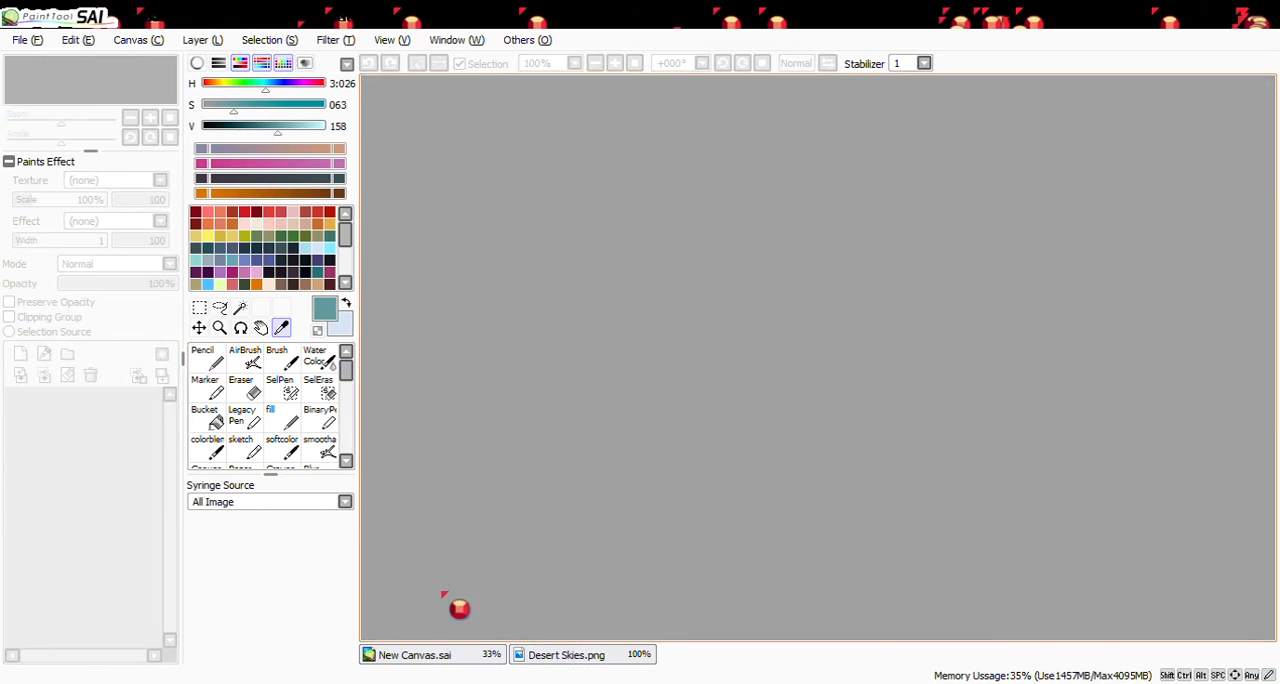 PaintTool SAI
File (F) Edit (E) Canvas (C) Layer (L) Selection (S) Filter (T) View (V) Window (W) Others (O)
Selection 100% +000° Normal Stabilizer 1
H 3:026
S 063
V 158
Zoom
Angle
Paints Effect
Texture (none)
Scale 100% 100
Effect (none)
Width 1 100
Mode Normal
Opacity 100%
Preserve Opacity
Clipping Group
Selection Source
Pencil AirBrush Brush Water Color
Marker Eraser SelPen SelEras
Bucket Legacy Pen fill BinaryPe
colorblen sketch softcolor smootha
Syringe Source
All Image
New Canvas.sai 33% Desert Skies.png 100%
Memory Ussage:35% (Use1457MB/Max4095MB) Shift Ctrl Alt SPC Any